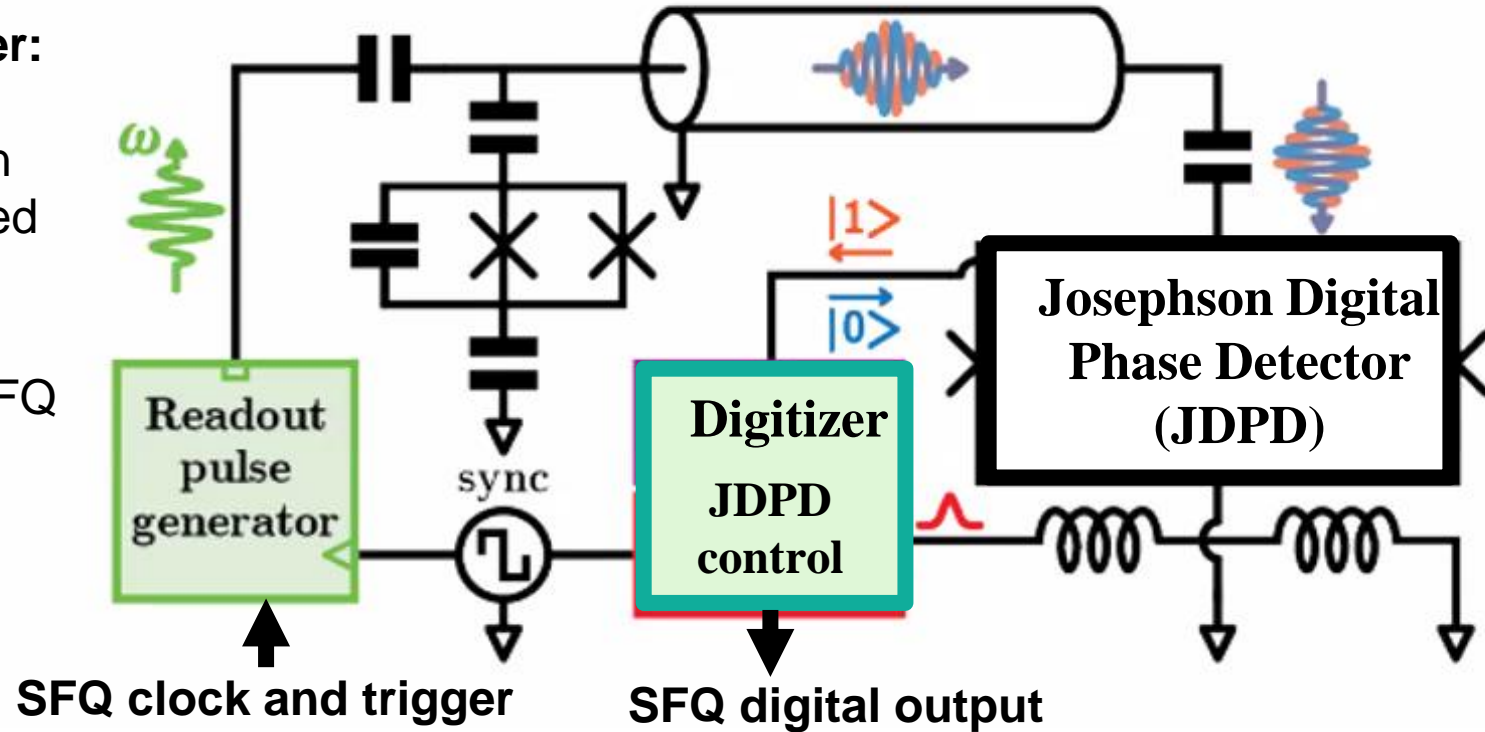 er:
n
ed
FQ
ω
|1>
|0>
Josephson Digital
Phase Detector
(JDPD)
Readout
pulse
generator
sync
Digitizer
JDPD
control
SFQ clock and trigger
SFQ digital output